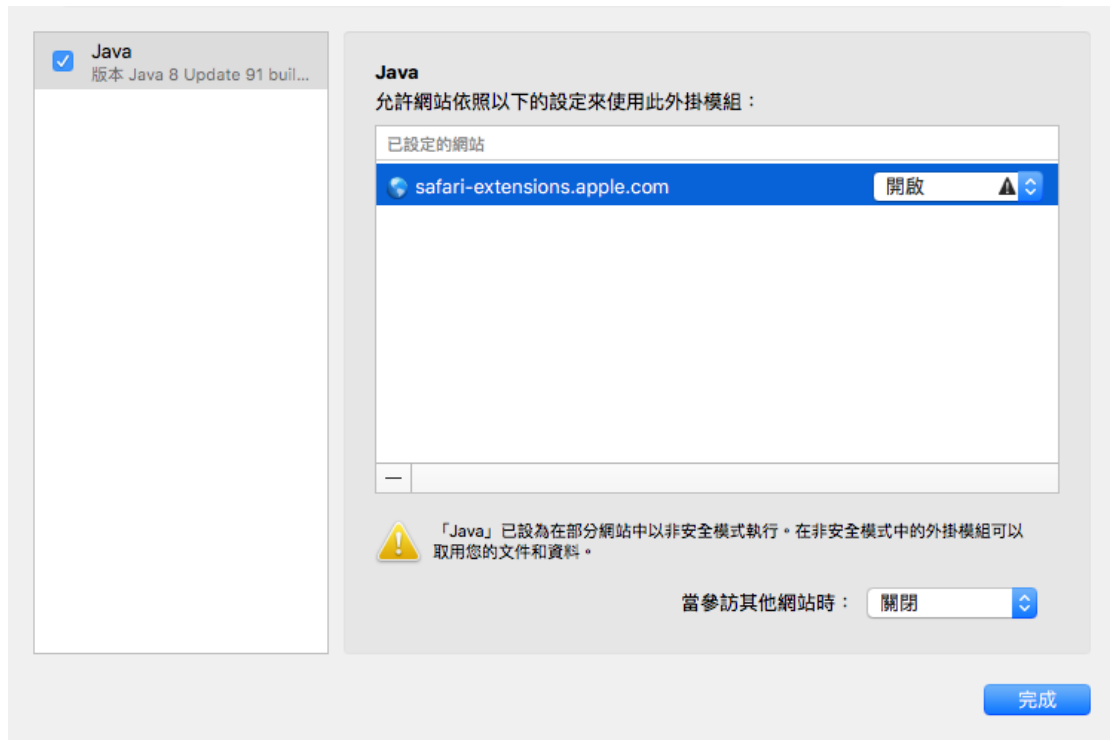 Java
版本 Java 8 Update 91 buil...
Java
允許網站依照以下的設定來使用此外掛模組：
已設定的網站
safari-extensions.apple.com 開啟
「Java」已設為在部分網站中以非安全模式執行。在非安全模式中的外掛模組可以
取用您的文件和資料。
當參訪其他網站時： 關閉
完成